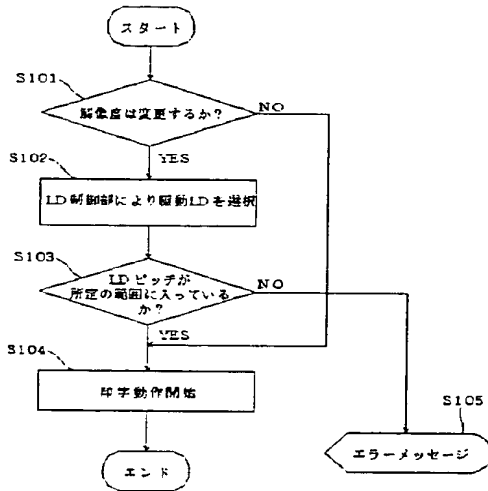 スタート
S101
解像度は変更するか?
NO
YES
S102
LD制御部により駆動LDを選択
S103
LDピッチが
所定の範囲に入っている
か?
NO
YES
S104
印字動作開始
S105
エラーメッセージ
エンド